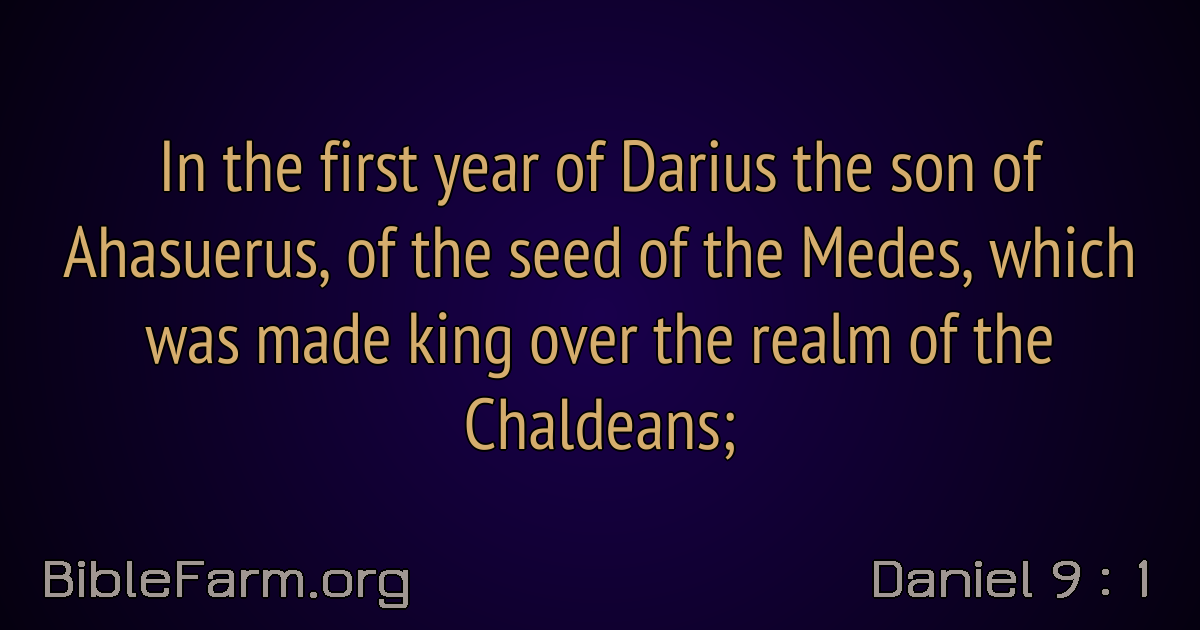 In the first year of Darius the son of
Ahasuerus, of the seed of the Medes, which
was made king over the realm of the
Chaldeans;
BibleFarm.org
Daniel 9 : 1